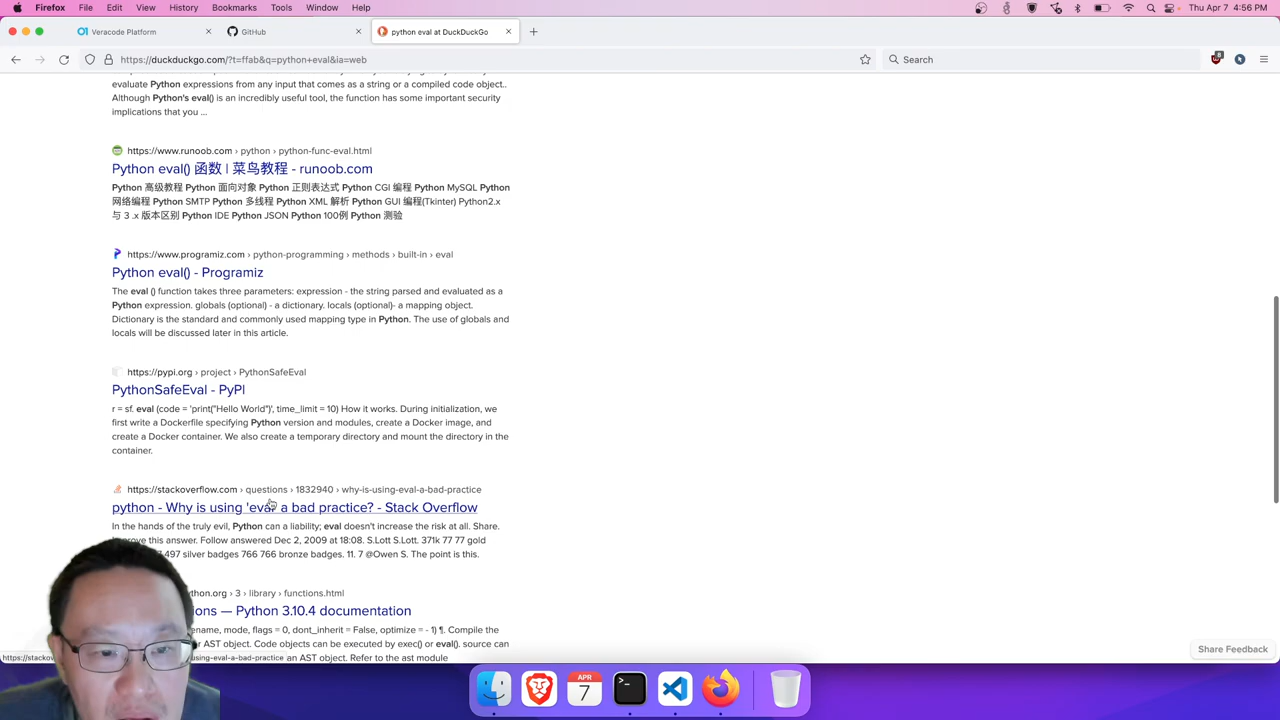 Firefox File Edit View History Bookmarks Tools Window Help Thu Apr 7 4:56 PM
Veracode Platform GitHub python eval at DuckDuckGo
https://duckduckgo.com/?t=ffab&q=python+eval&ia=web Search
evaluate Python expressions from any input that comes as a string or a compiled code object..
Although Python's eval() is an incredibly useful tool, the function has some important security
implications that you ...
https://www.runoob.com › python › python-func-eval.html
Python eval() 函数 | 菜鸟教程 - runoob.com
Python 高级教程 Python 面向对象 Python 正则表达式 Python CGI 编程 Python MySQL Python
网络编程 Python SMTP Python 多线程 Python XML 解析 Python GUI 编程(Tkinter) Python2.x
与 3 .x 版本区别 Python IDE Python JSON Python 100例 Python 测验
https://www.programiz.com › python-programming › methods › built-in › eval
Python eval() - Programiz
The eval () function takes three parameters: expression - the string parsed and evaluated as a
Python expression. globals (optional) - a dictionary. locals (optional)- a mapping object.
Dictionary is the standard and commonly used mapping type in Python. The use of globals and
locals will be discussed later in this article.
https://pypi.org › project › PythonSafeEval
PythonSafeEval - PyPI
r = sf. eval (code = 'print("Hello World")', time_limit = 10) How it works. During initialization, we
first write a Dockerfile specifying Python version and modules, create a Docker image, and
create a Docker container. We also create a temporary directory and mount the directory in the
container.
https://stackoverflow.com › questions › 1832940 › why-is-using-eval-a-bad-practice
python - Why is using 'eval' a bad practice? - Stack Overflow
In the hands of the truly evil, Python can a liability; eval doesn't increase the risk at all. Share.
this answer. Follow answered Dec 2, 2009 at 18:08. S.Lott S.Lott. 371k 77 77 gold
497 silver badges 766 766 bronze badges. 11. 7 @Owen S. The point is this.
thon.org › 3 › library › functions.html
ions — Python 3.10.4 documentation
ename, mode, flags = 0, dont_inherit = False, optimize = - 1) ¶. Compile the
r AST object. Code objects can be executed by exec() or eval(). source can
https://stackov using-eval-a-bad-practice an AST object. Refer to the ast module
Share Feedback
APR
7